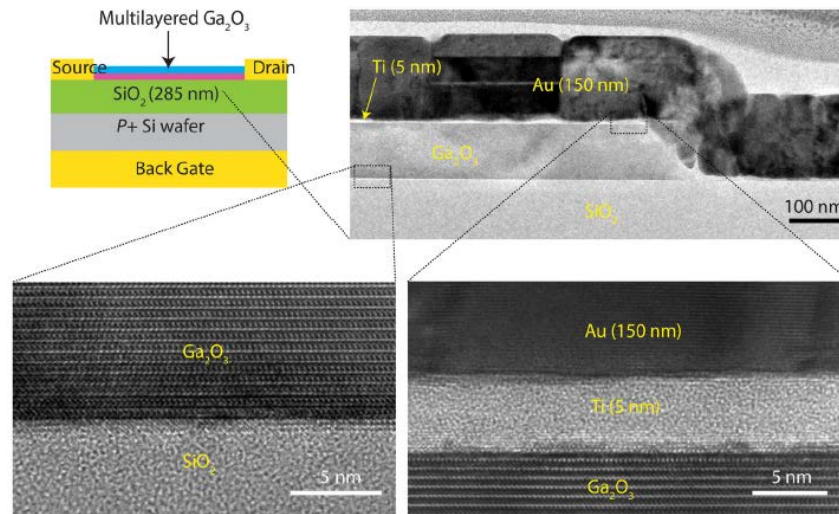 Multilayered Ga₂O₃
Source
Drain
SiO₂ (285 nm)
P+ Si wafer
Back Gate
Ti (5 nm)
Au (150 nm)
Ga₂O₃
SiO₂
100 nm
Ga₂O₃
SiO₂
5 nm
Au (150 nm)
Ti (5 nm)
Ga₂O₃
5 nm